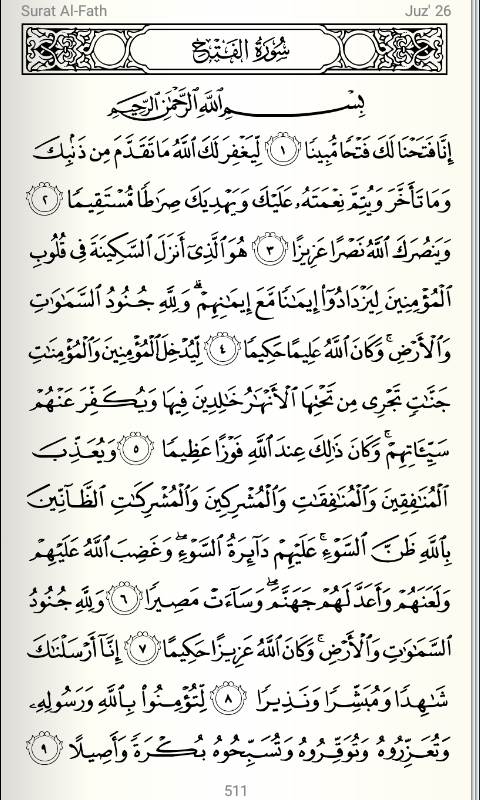 Surat Al-Fath
Juz' 26
سُورَةُ الْفَتْحِ
بِسْمِ ٱللَّهِ ٱلرَّحْمَٰنِ ٱلرَّحِيمِ
إِنَّا فَتَحْنَا لَكَ فَتْحًا مُّبِينًا ١ لِّيَغْفِرَ لَكَ ٱللَّهُ مَا تَقَدَّمَ مِن ذَنۢبِكَ
وَمَا تَأَخَّرَ وَيُتِمَّ نِعْمَتَهُۥ عَلَيْكَ وَيَهْدِيَكَ صِرَٰطًا مُّسْتَقِيمًا ٢
وَيَنصُرَكَ ٱللَّهُ نَصْرًا عَزِيزًا ٣ هُوَ ٱلَّذِىٓ أَنزَلَ ٱلسَّكِينَةَ فِى قُلُوبِ
ٱلْمُؤْمِنِينَ لِيَزْدَادُوٓا۟ إِيمَٰنًا مَّعَ إِيمَٰنِهِمْ ۗ وَلِلَّهِ جُنُودُ ٱلسَّمَٰوَٰتِ
وَٱلْأَرْضِ ۚ وَكَانَ ٱللَّهُ عَلِيمًا حَكِيمًا ٤ لِّيُدْخِلَ ٱلْمُؤْمِنِينَ وَٱلْمُؤْمِنَٰتِ
جَنَّٰتٍ تَجْرِى مِن تَحْتِهَا ٱلْأَنْهَٰرُ خَٰلِدِينَ فِيهَا وَيُكَفِّرَ عَنْهُمْ
سَيِّـَٔاتِهِمْ ۚ وَكَانَ ذَٰلِكَ عِندَ ٱللَّهِ فَوْزًا عَظِيمًا ٥ وَيُعَذِّبَ
ٱلْمُنَٰفِقِينَ وَٱلْمُنَٰفِقَٰتِ وَٱلْمُشْرِكِينَ وَٱلْمُشْرِكَٰتِ ٱلظَّآنِّينَ
بِٱللَّهِ ظَنَّ ٱلسَّوْءِ ۚ عَلَيْهِمْ دَآئِرَةُ ٱلسَّوْءِ ۖ وَغَضِبَ ٱللَّهُ عَلَيْهِمْ
وَلَعَنَهُمْ وَأَعَدَّ لَهُمْ جَهَنَّمَ ۖ وَسَآءَتْ مَصِيرًا ٦ وَلِلَّهِ جُنُودُ
ٱلسَّمَٰوَٰتِ وَٱلْأَرْضِ ۚ وَكَانَ ٱللَّهُ عَزِيزًا حَكِيمًا ٧ إِنَّآ أَرْسَلْنَٰكَ
شَٰهِدًا وَمُبَشِّرًا وَنَذِيرًا ٨ لِّتُؤْمِنُوا۟ بِٱللَّهِ وَرَسُولِهِۦ
وَتُعَزِّرُوهُ وَتُوَقِّرُوهُ وَتُسَبِّحُوهُ بُكْرَةً وَأَصِيلًا ٩
511